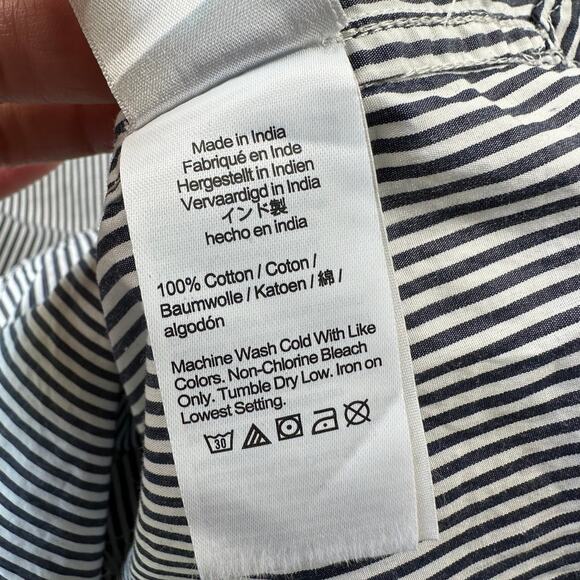 Made in India
Fabriqué en Inde
Hergestellt in Indien
Vervaardigd in India
インド製
hecho en india
100% Cotton / Coton /
Baumwolle / Katoen / 綿 /
algodón
Machine Wash Cold With Like
Colors. Non-Chlorine Bleach
Only. Tumble Dry Low. Iron on
Lowest Setting.
30